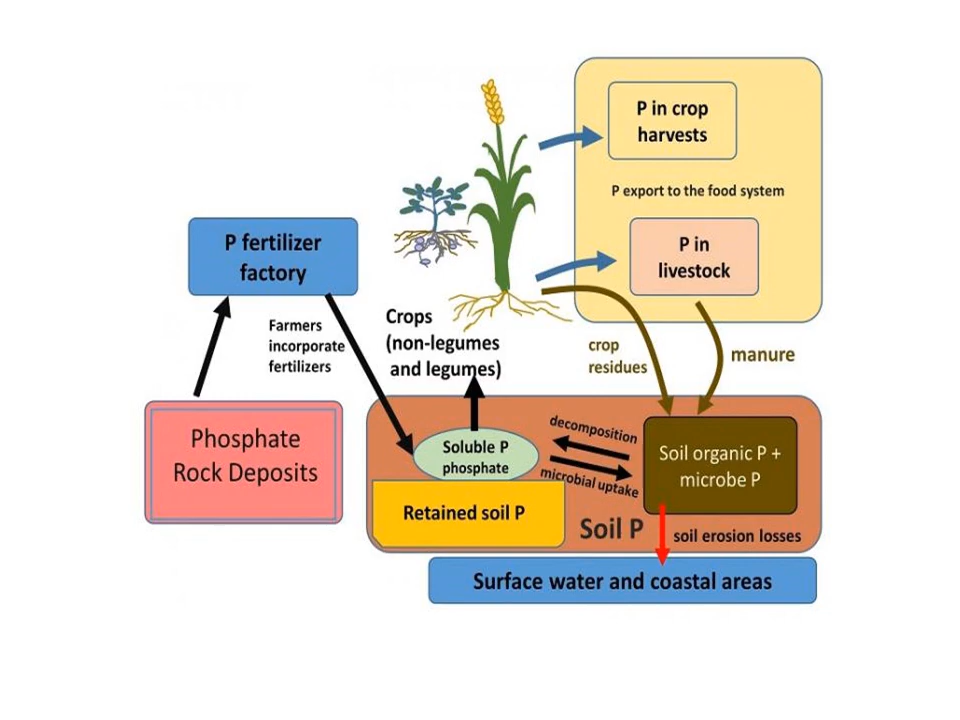 P in crop
harvests
P export to the food system
P in
livestock
P fertilizer
factory
Farmers
incorporate
fertilizers
Crops
(non-legumes
and legumes)
crop
residues
manure
Phosphate
Rock Deposits
Soluble P
phosphate
decomposition
microbial uptake
Soil organic P +
microbe P
Retained soil P
Soil P
soil erosion losses
Surface water and coastal areas